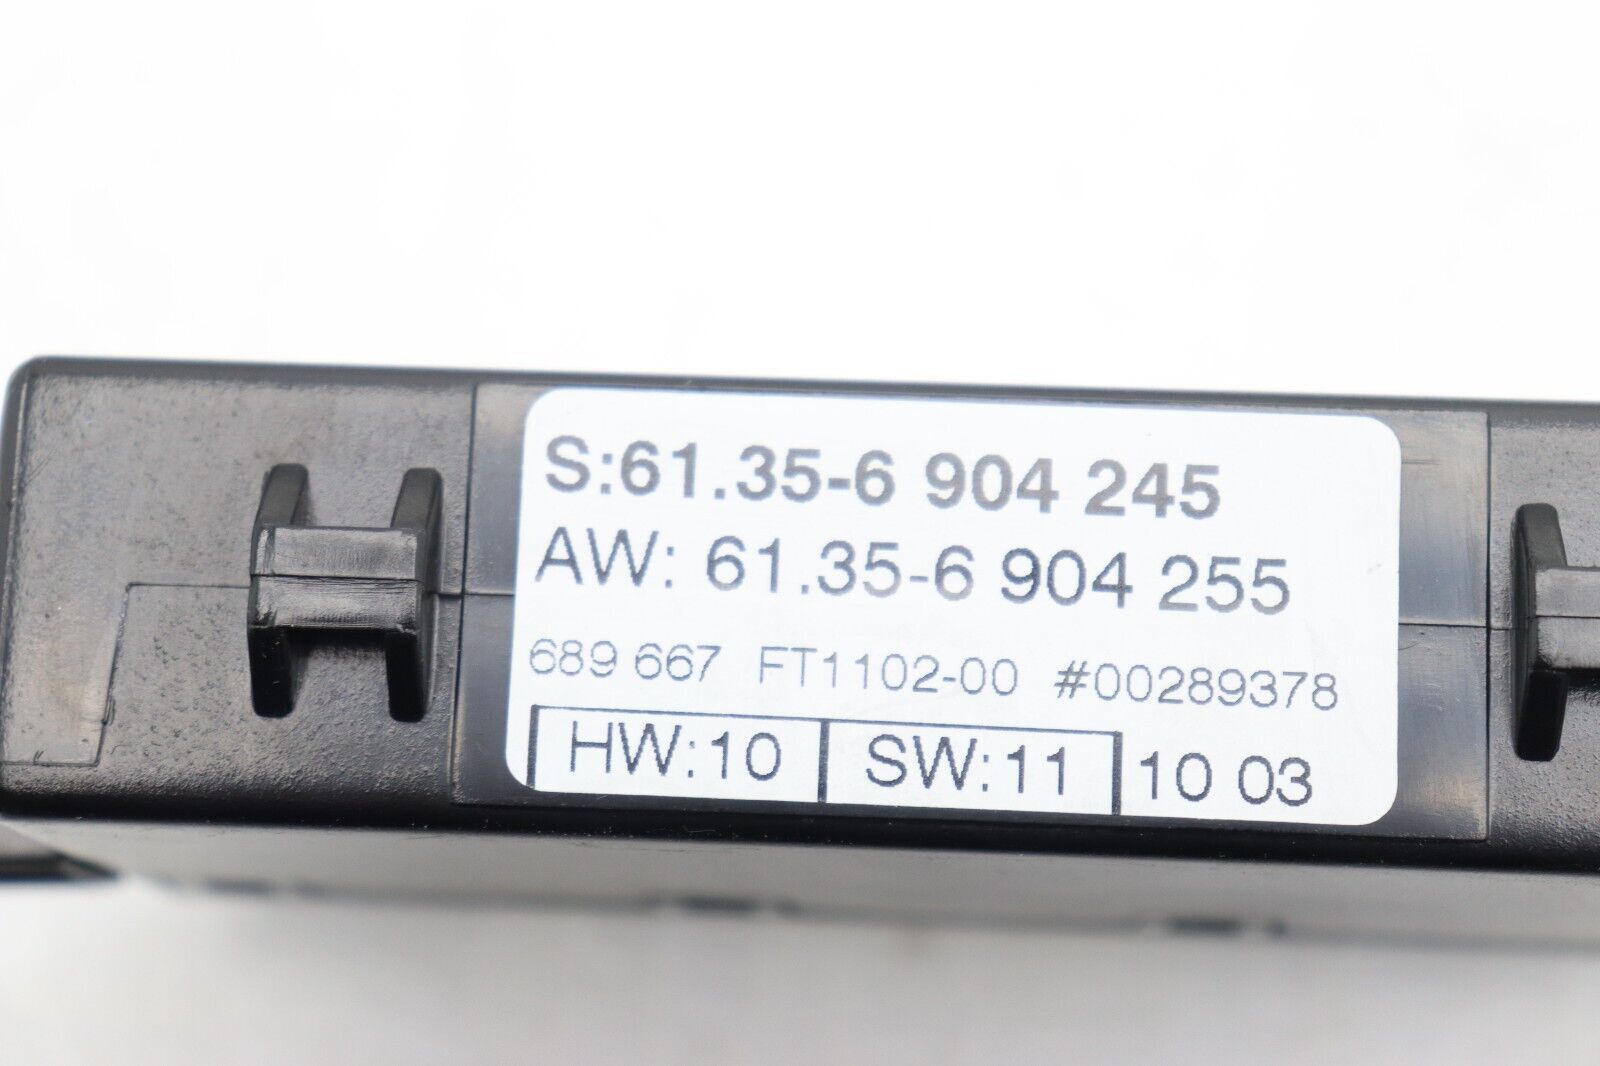 S:61.35-6 904 245
AW: 61.35-6 904 255
689 667 FT1102-00 #00289378
HW:10 SW:11 10 03